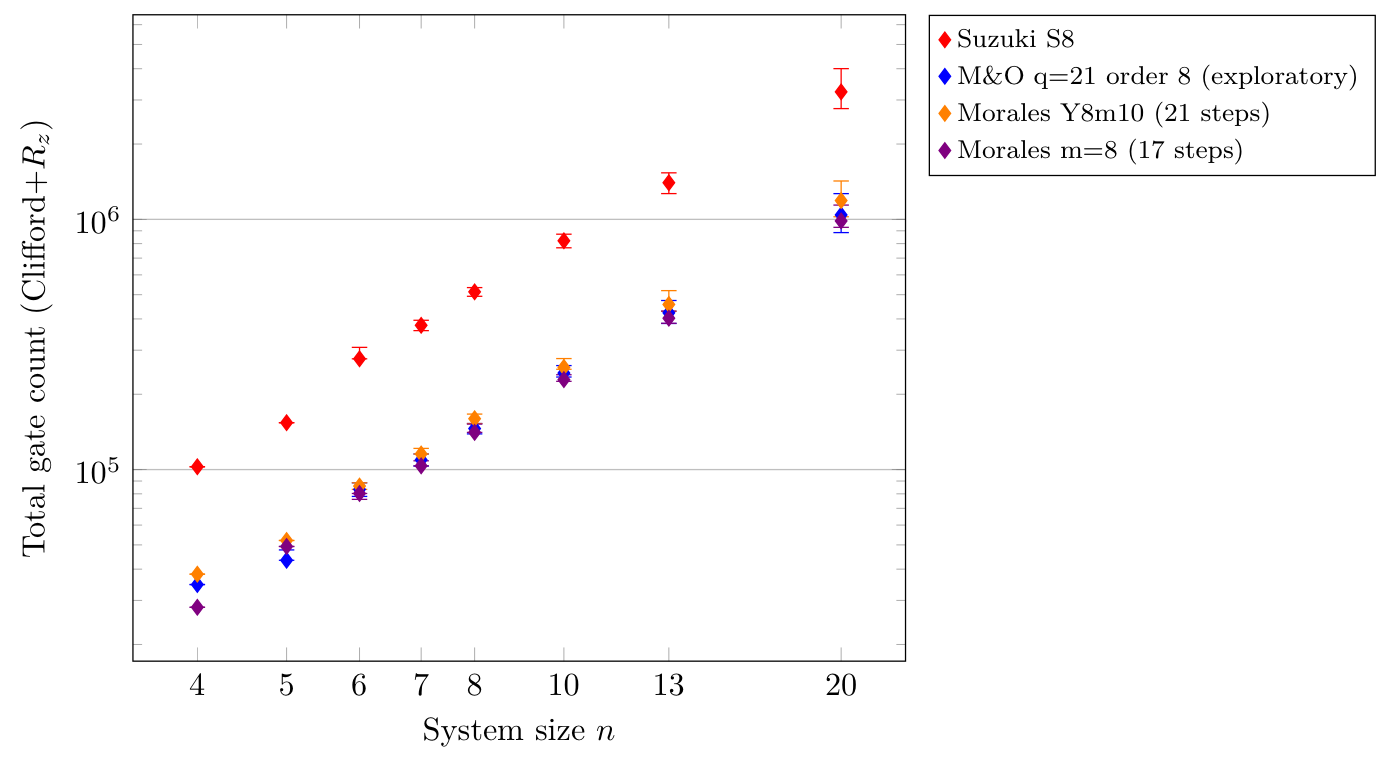 Total gate count (Clifford+R_z)
10^6
10^5
4 5 6 7 8 10 13 20
System size n
Suzuki S8
M&O q=21 order 8 (exploratory)
Morales Y8m10 (21 steps)
Morales m=8 (17 steps)